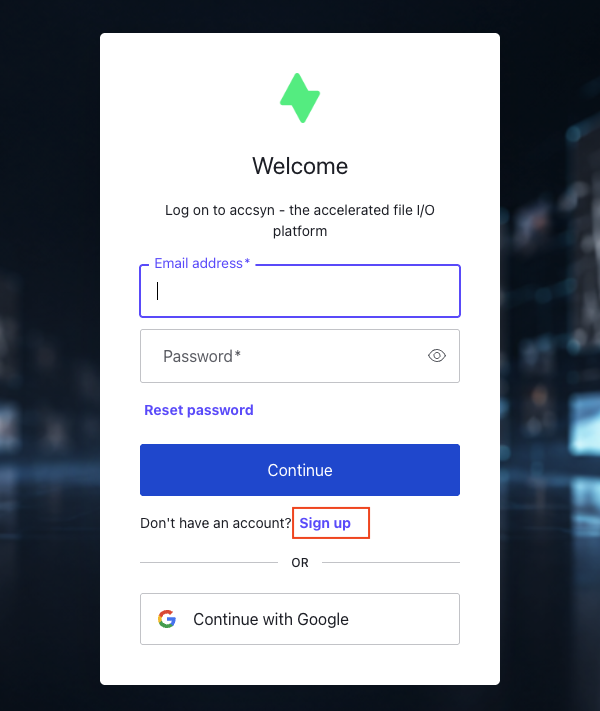 Welcome
Log on to accsyn - the accelerated file I/O
platform
Email address*
Password*
Reset password
Continue
Don't have an account? Sign up
OR
Continue with Google